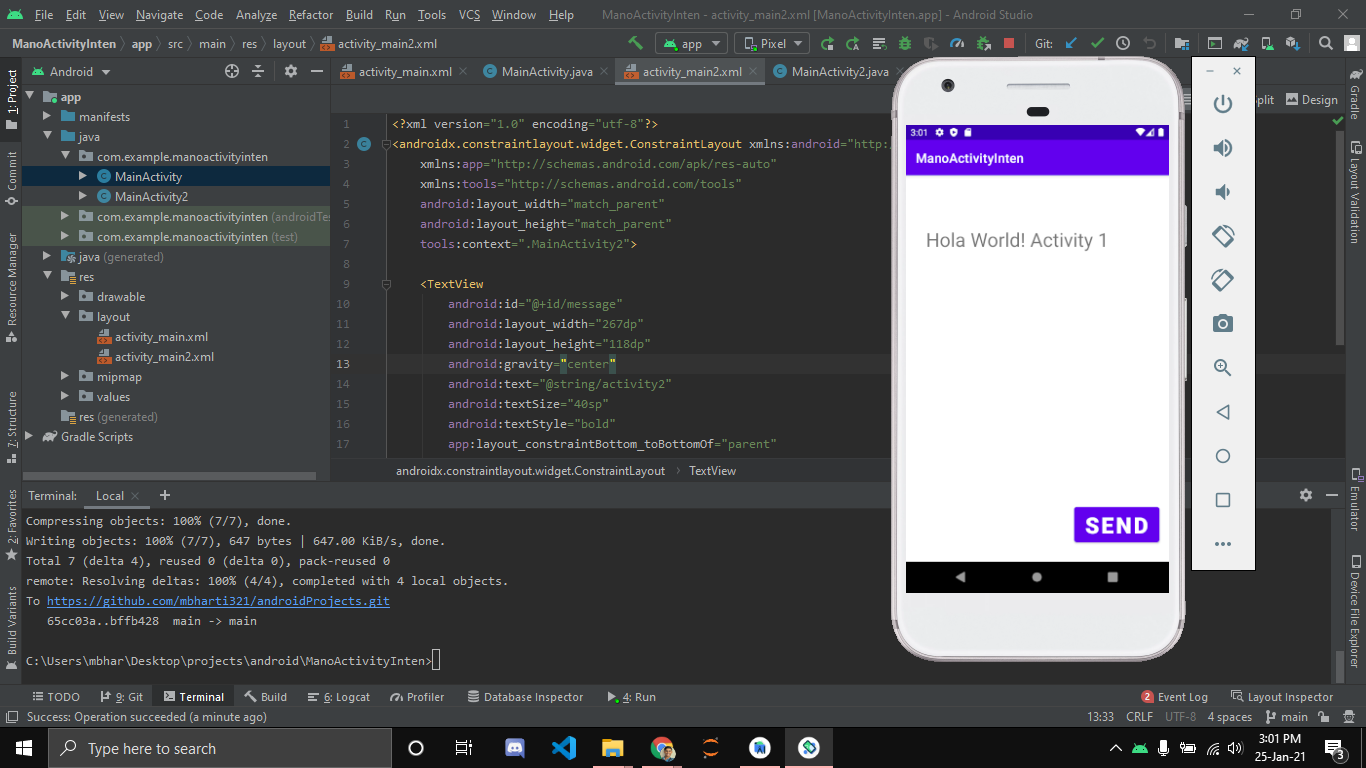 File Edit View Navigate Code Analyze Refactor Build Run Tools VCS Window Help ManoActivityInten - activity_main2.xml [ManoActivityInten.app] - Android Studio
ManoActivityInten app src main res layout activity_main2.xml app Pixel Git:
Android activity_main.xml MainActivity.java activity_main2.xml MainActivity2.java
plit Design
1: Project
Commit
Resource Manager
7: Structure
2: Favorites
Build Variants
app
manifests
java
com.example.manoactivityinten
MainActivity
MainActivity2
com.example.manoactivityinten (androidTes
com.example.manoactivityinten (test)
java (generated)
res
drawable
layout
activity_main.xml
activity_main2.xml
mipmap
values
res (generated)
Gradle Scripts
1 <?xml version="1.0" encoding="utf-8"?>
2 <androidx.constraintlayout.widget.ConstraintLayout xmlns:android="http:/
3 xmlns:app="http://schemas.android.com/apk/res-auto"
4 xmlns:tools="http://schemas.android.com/tools"
5 android:layout_width="match_parent"
6 android:layout_height="match_parent"
7 tools:context=".MainActivity2">
8
9 <TextView
10 android:id="@+id/message"
11 android:layout_width="267dp"
12 android:layout_height="118dp"
13 android:gravity="center"
14 android:text="@string/activity2"
15 android:textSize="40sp"
16 android:textStyle="bold"
17 app:layout_constraintBottom_toBottomOf="parent"
androidx.constraintlayout.widget.ConstraintLayout TextView
3:01
ManoActivityInten
Hola World! Activity 1
SEND
Gradle
Layout Validation
Emulator
Device File Explorer
Terminal: Local
Compressing objects: 100% (7/7), done.
Writing objects: 100% (7/7), 647 bytes | 647.00 KiB/s, done.
Total 7 (delta 4), reused 0 (delta 0), pack-reused 0
remote: Resolving deltas: 100% (4/4), completed with 4 local objects.
To https://github.com/mbharti321/androidProjects.git
65cc03a..bffb428 main -> main
C:\Users\mbhar\Desktop\projects\android\ManoActivityInten>
TODO 9: Git Terminal Build 6: Logcat Profiler Database Inspector 4: Run 2 Event Log Layout Inspector
Success: Operation succeeded (a minute ago) 13:33 CRLF UTF-8 4 spaces main
Type here to search
3:01 PM
25-Jan-21
3